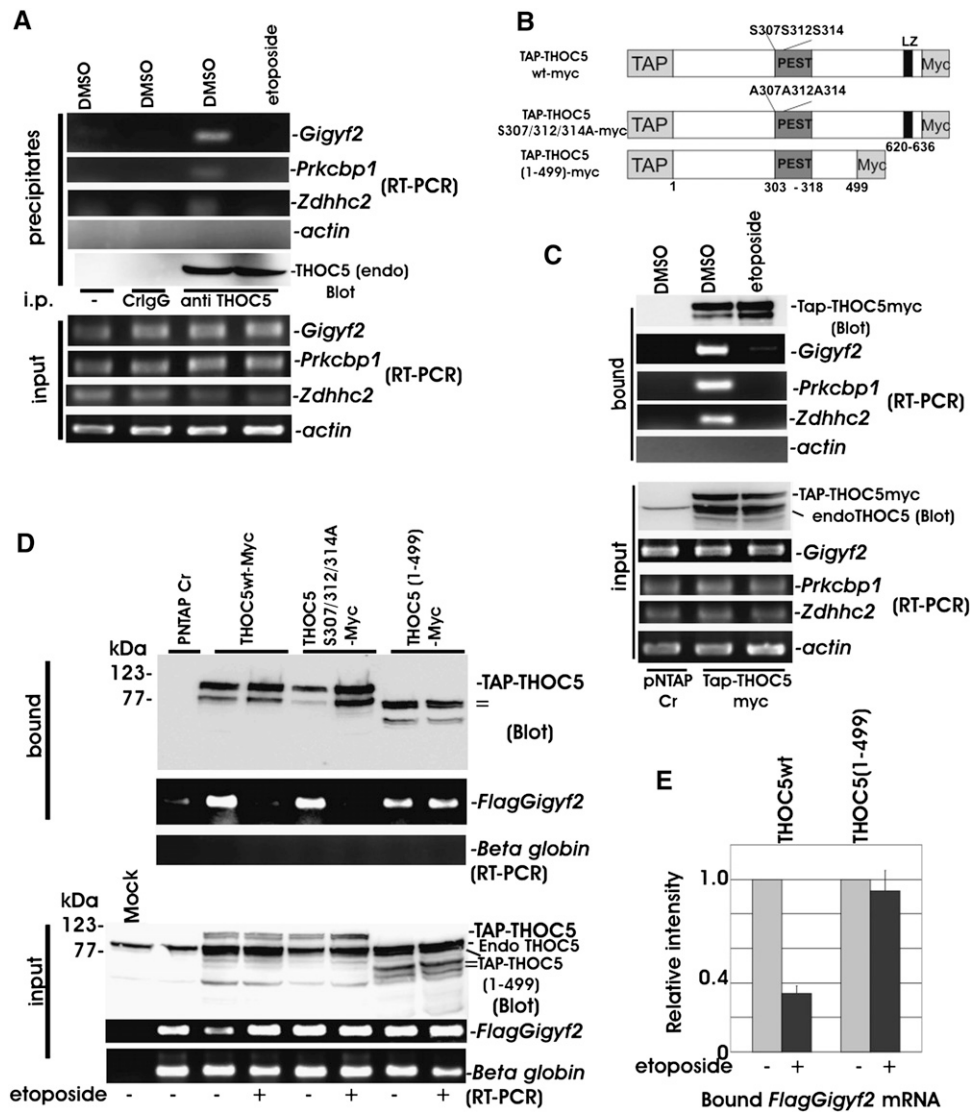 A
DMSO
DMSO
DMSO
etoposide
precipitates
-Gigyf2
-Prkcbp1
(RT-PCR)
-Zdhhc2
-actin
-THOC5 (endo)
Blot
i.p.
-
CrIgG
anti THOC5
input
-Gigyf2
-Prkcbp1
(RT-PCR)
-Zdhhc2
-actin
B
S307S312S314
LZ
TAP-THOC5
wt-myc
TAP
PEST
Myc
A307A312A314
TAP-THOC5
S307/312/314A-myc
TAP
PEST
Myc
620-636
TAP-THOC5
(1-499)-myc
TAP
PEST
Myc
1
303
- 318
499
C
DMSO
DMSO
etoposide
bound
-Tap-THOC5myc
(Blot)
-Gigyf2
-Prkcbp1
(RT-PCR)
-Zdhhc2
-actin
input
-TAP-THOC5myc
endoTHOC5 (Blot)
-Gigyf2
-Prkcbp1
(RT-PCR)
-Zdhhc2
-actin
pNTAP
Cr
Tap-THOC5
myc
D
PNTAP Cr
THOC5wt-Myc
THOC5
S307/312/314A
-Myc
THOC5 (1-499)
-Myc
kDa
123-
77-
bound
-TAP-THOC5
=
(Blot)
-FlagGigyf2
-Beta globin
(RT-PCR)
kDa
Mock
123-
77-
input
-TAP-THOC5
Endo THOC5
=TAP-THOC5
(1-499)
(Blot)
-FlagGigyf2
-Beta globin
etoposide
- - - + - + - +
(RT-PCR)
E
THOC5wt
THOC5(1-499)
Relative intensity
1.0
0.4
0
etoposide
- + - +
Bound FlagGigyf2 mRNA